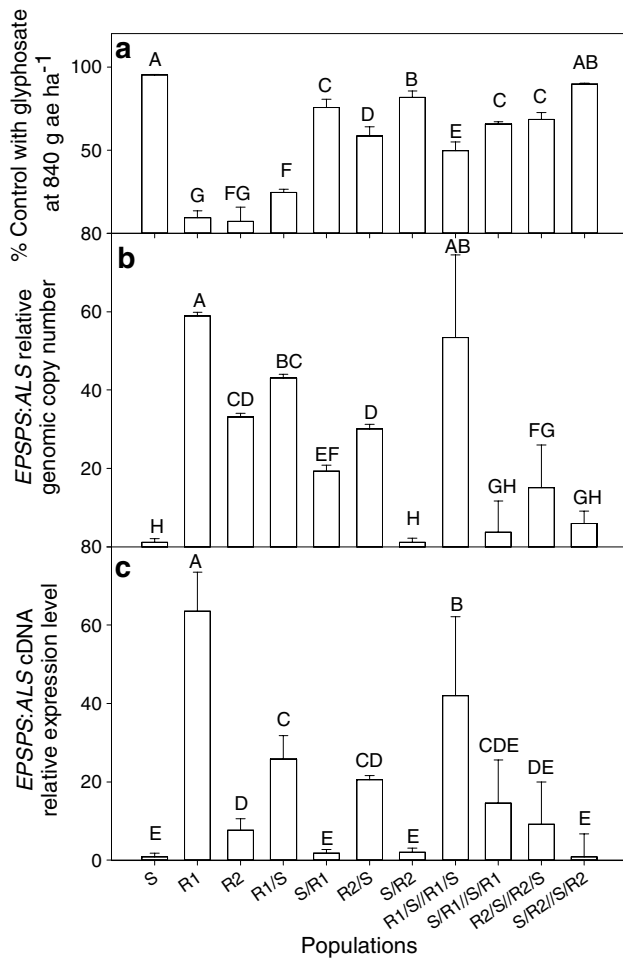 a
% Control with glyphosate
at 840 g ae ha-1
100
50
80
A
G
FG
F
C
D
B
E
C
C
AB
b
EPSPS:ALS relative
genomic copy number
60
40
20
80
H
A
CD
BC
EF
D
H
AB
GH
FG
GH
c
EPSPS:ALS cDNA
relative expression level
60
40
20
0
E
A
D
C
E
CD
E
B
CDE
DE
E
S
R1
R2
R1/S
S/R1
R2/S
S/R2
R1/S//R1/S
S/R1//S/R1
R2/S//R2/S
S/R2//S/R2
Populations